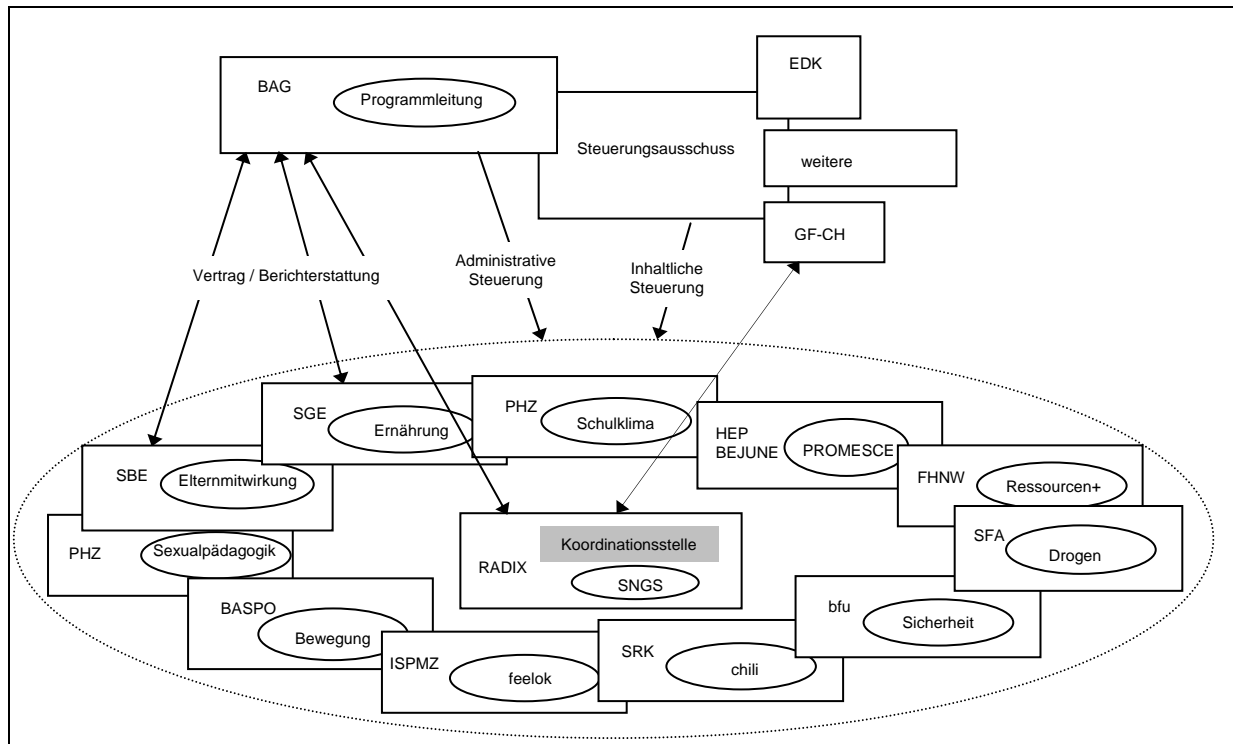 EDK
BAG
Programmleitung
Steuerungsausschuss
weitere
GF-CH
Vertrag / Berichterstattung
Administrative
Steuerung
Inhaltliche
Steuerung
SGE
Ernährung
PHZ
Schulklima
HEP
BEJUNE
PROMESCE
SBE
Elternmitwirkung
FHNW
Ressourcen+
PHZ
Sexualpädagogik
RADIX
Koordinationsstelle
SNGS
SFA
Drogen
BASPO
Bewegung
bfu
Sicherheit
ISPMZ
feelok
SRK
chili